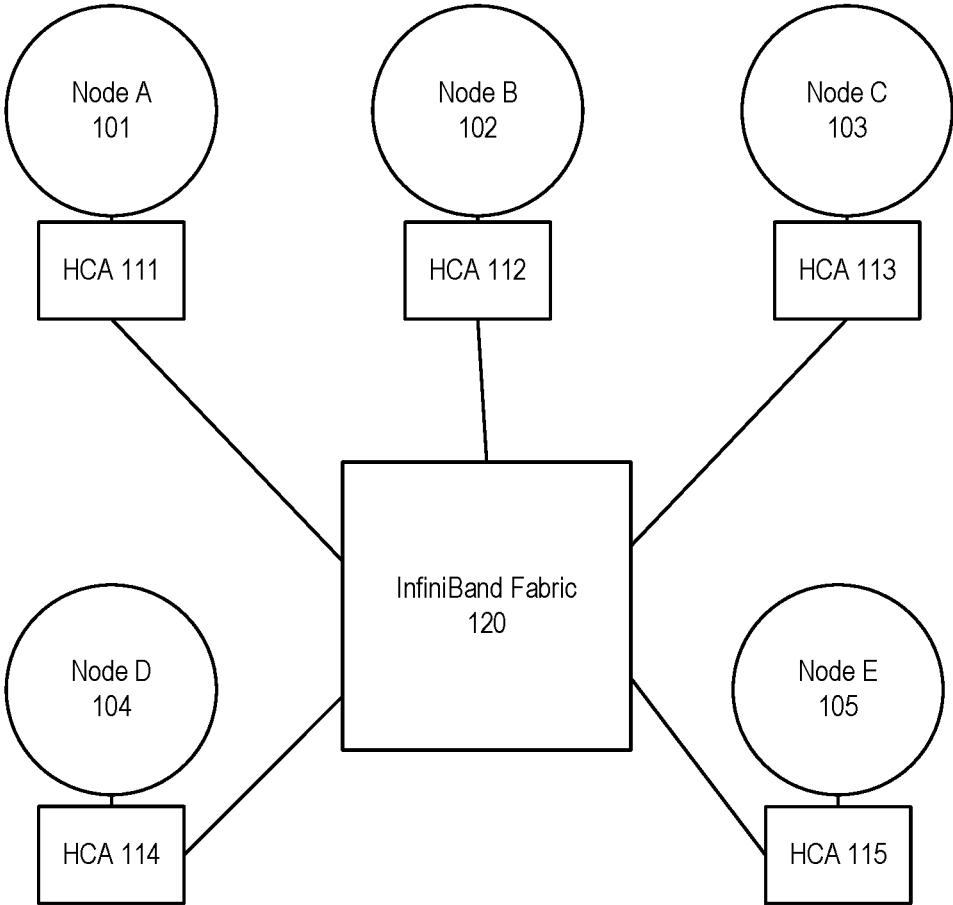 Node A
101
Node B
102
Node C
103
HCA 111
HCA 112
HCA 113
InfiniBand Fabric
120
Node D
104
Node E
105
HCA 114
HCA 115